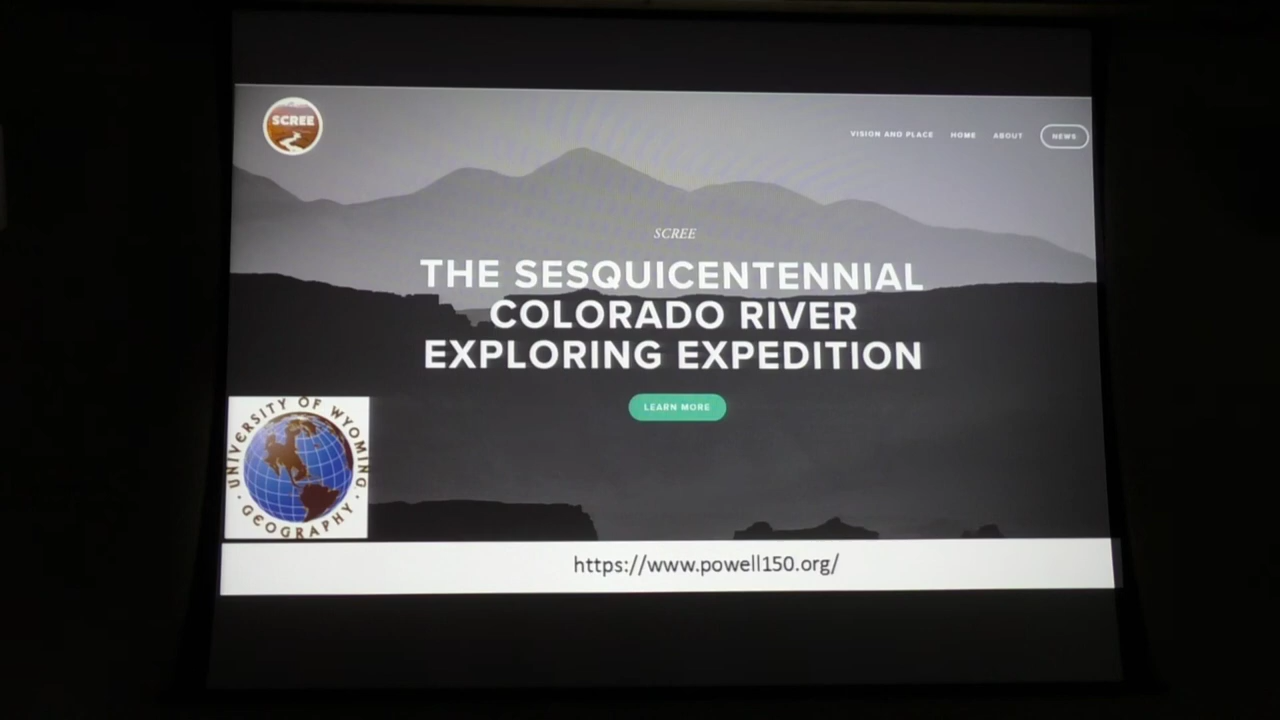 SCREE
VISION AND PLACE HOME ABOUT NEWS
SCREE
THE SESQUICENTENNIAL
COLORADO RIVER
EXPLORING EXPEDITION
LEARN MORE
UNIVERSITY OF WYOMING
· GEOGRAPHY ·
https://www.powell150.org/